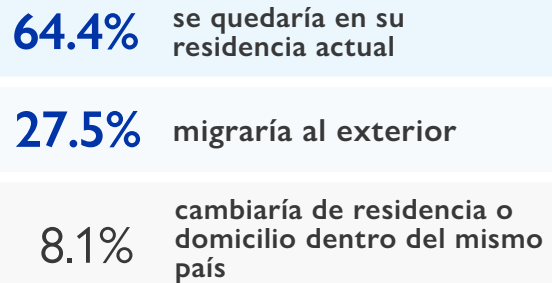 64.4%
se quedaría en su
residencia actual
27.5%
migraría al exterior
8.1%
cambiaría de residencia o
domicilio dentro del mismo
país